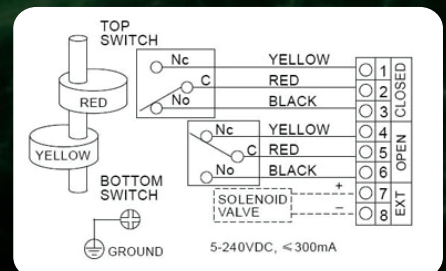 TOP
SWITCH
RED
YELLOW
BOTTOM
SWITCH
GROUND
Nc YELLOW 1
C RED 2
No BLACK 3
CLOSED
Nc YELLOW 4
C RED 5
No BLACK 6
OPEN
SOLENOID
VALVE
+ 7
− 8
EXT
5-240VDC, ≤300mA